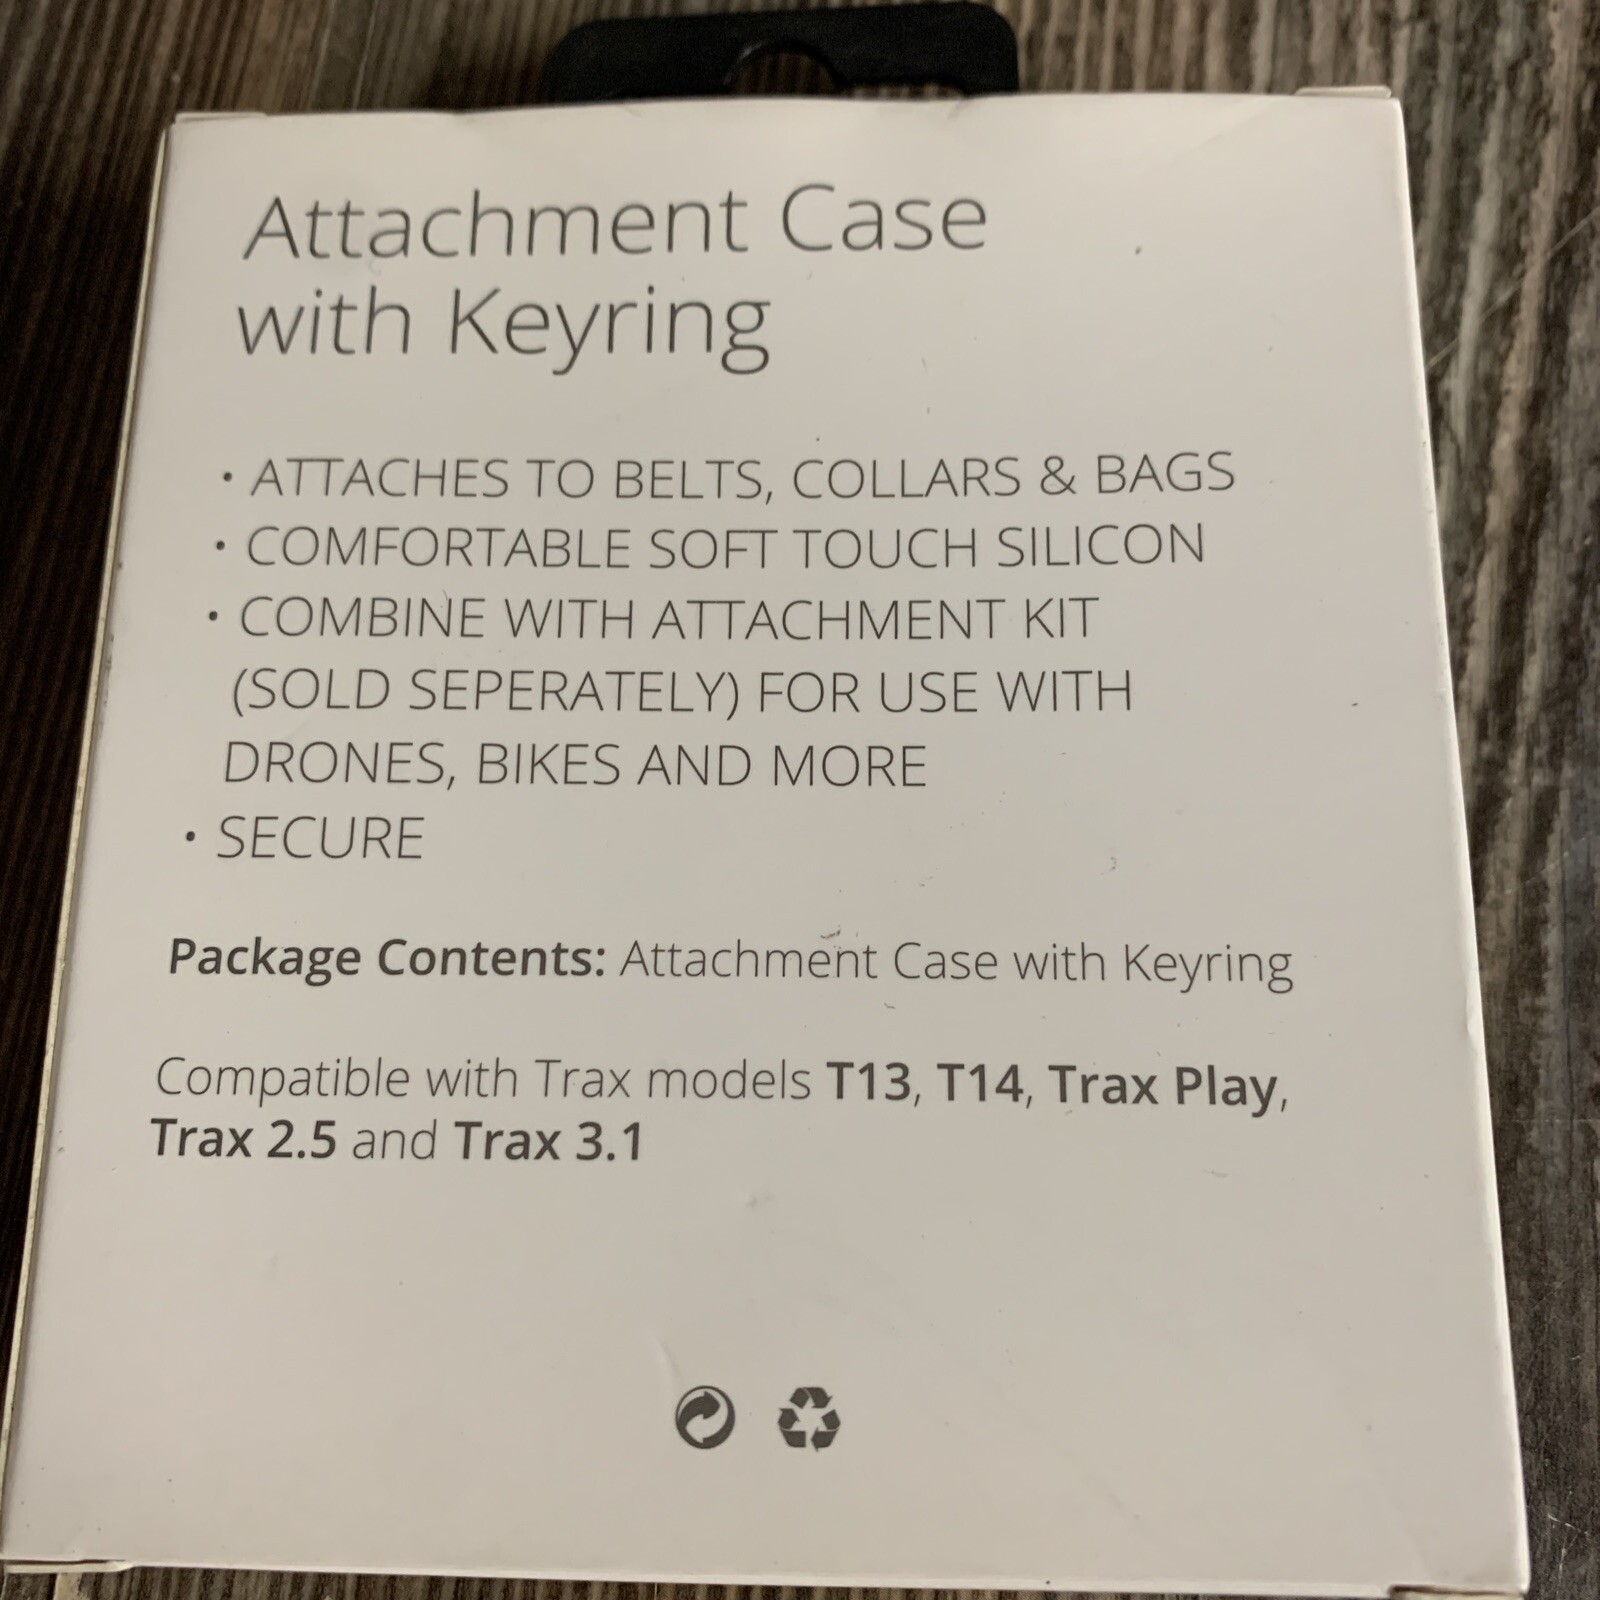 Attachment Case
with Keyring
• ATTACHES TO BELTS, COLLARS & BAGS
• COMFORTABLE SOFT TOUCH SILICON
• COMBINE WITH ATTACHMENT KIT
(SOLD SEPERATELY) FOR USE WITH
DRONES, BIKES AND MORE
• SECURE
Package Contents: Attachment Case with Keyring
Compatible with Trax models T13, T14, Trax Play,
Trax 2.5 and Trax 3.1